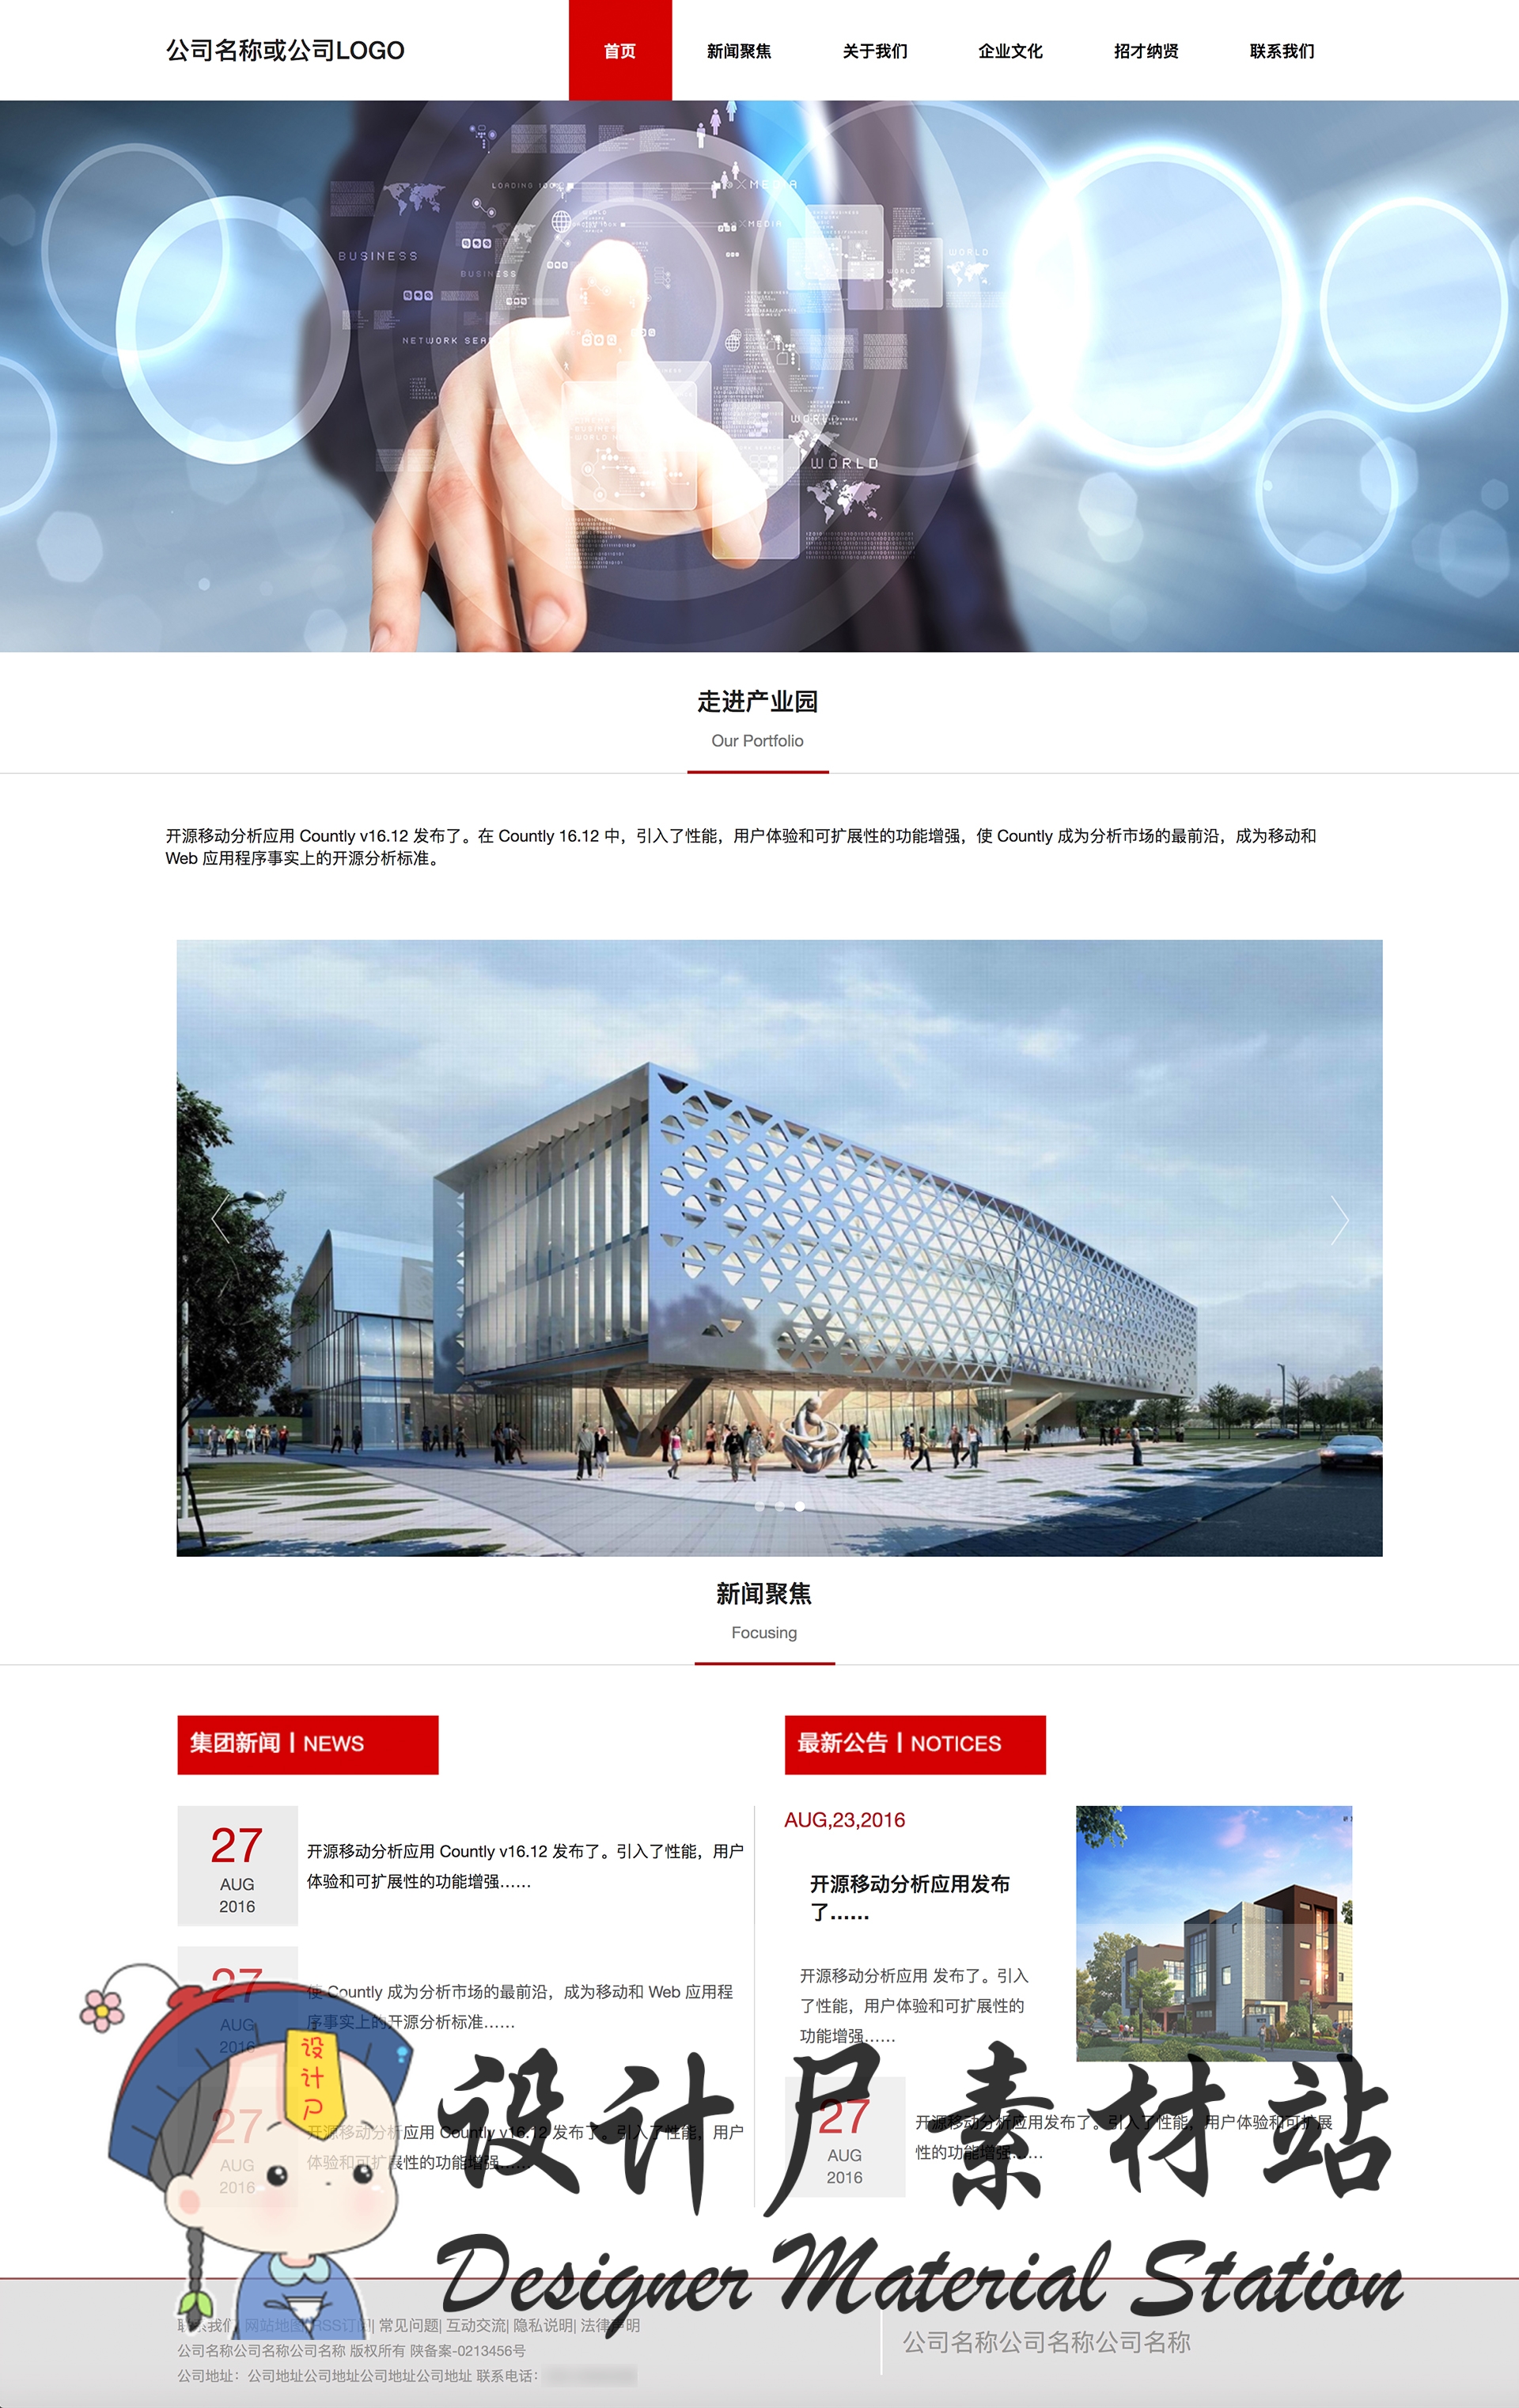 公司名称或公司LOGO
首页
新闻聚焦
关于我们
企业文化
招才纳贤
联系我们
LOADING 100%
XMEDIA
XMEDIA
BUSINESS
BUSINESS
WORLD
WORLD
NETWORK SEA
WORLD
WORLD
走进产业园
Our Portfolio
开源移动分析应用 Countly v16.12 发布了。在 Countly 16.12 中，引入了性能，用户体验和可扩展性的功能增强，使 Countly 成为分析市场的最前沿，成为移动和
Web 应用程序事实上的开源分析标准。
新闻聚焦
Focusing
集团新闻 | NEWS
27
AUG
2016
开源移动分析应用 Countly v16.12 发布了。引入了性能，用户
体验和可扩展性的功能增强……
27
AUG
2016
使 Countly 成为分析市场的最前沿，成为移动和 Web 应用程
序事实上的开源分析标准……
27
AUG
2016
开源移动分析应用 Countly v16.12 发布了。引入了性能，用户
体验和可扩展性的功能增强……
最新公告 | NOTICES
AUG,23,2016
开源移动分析应用发布
了……
开源移动分析应用 发布了。引入
了性能，用户体验和可扩展性的
功能增强……
27
AUG
2016
开源移动分析应用发布了。引入了性能，用户体验和可扩展
性的功能增强……
设
计
尸
设计尸素材站
Designer Material Station
联系我们| 网站地图| RSS订阅| 常见问题| 互动交流| 隐私说明| 法律声明
公司名称公司名称公司名称 版权所有 陕备案-0213456号
公司地址：公司地址公司地址公司地址公司地址 联系电话：
公司名称公司名称公司名称